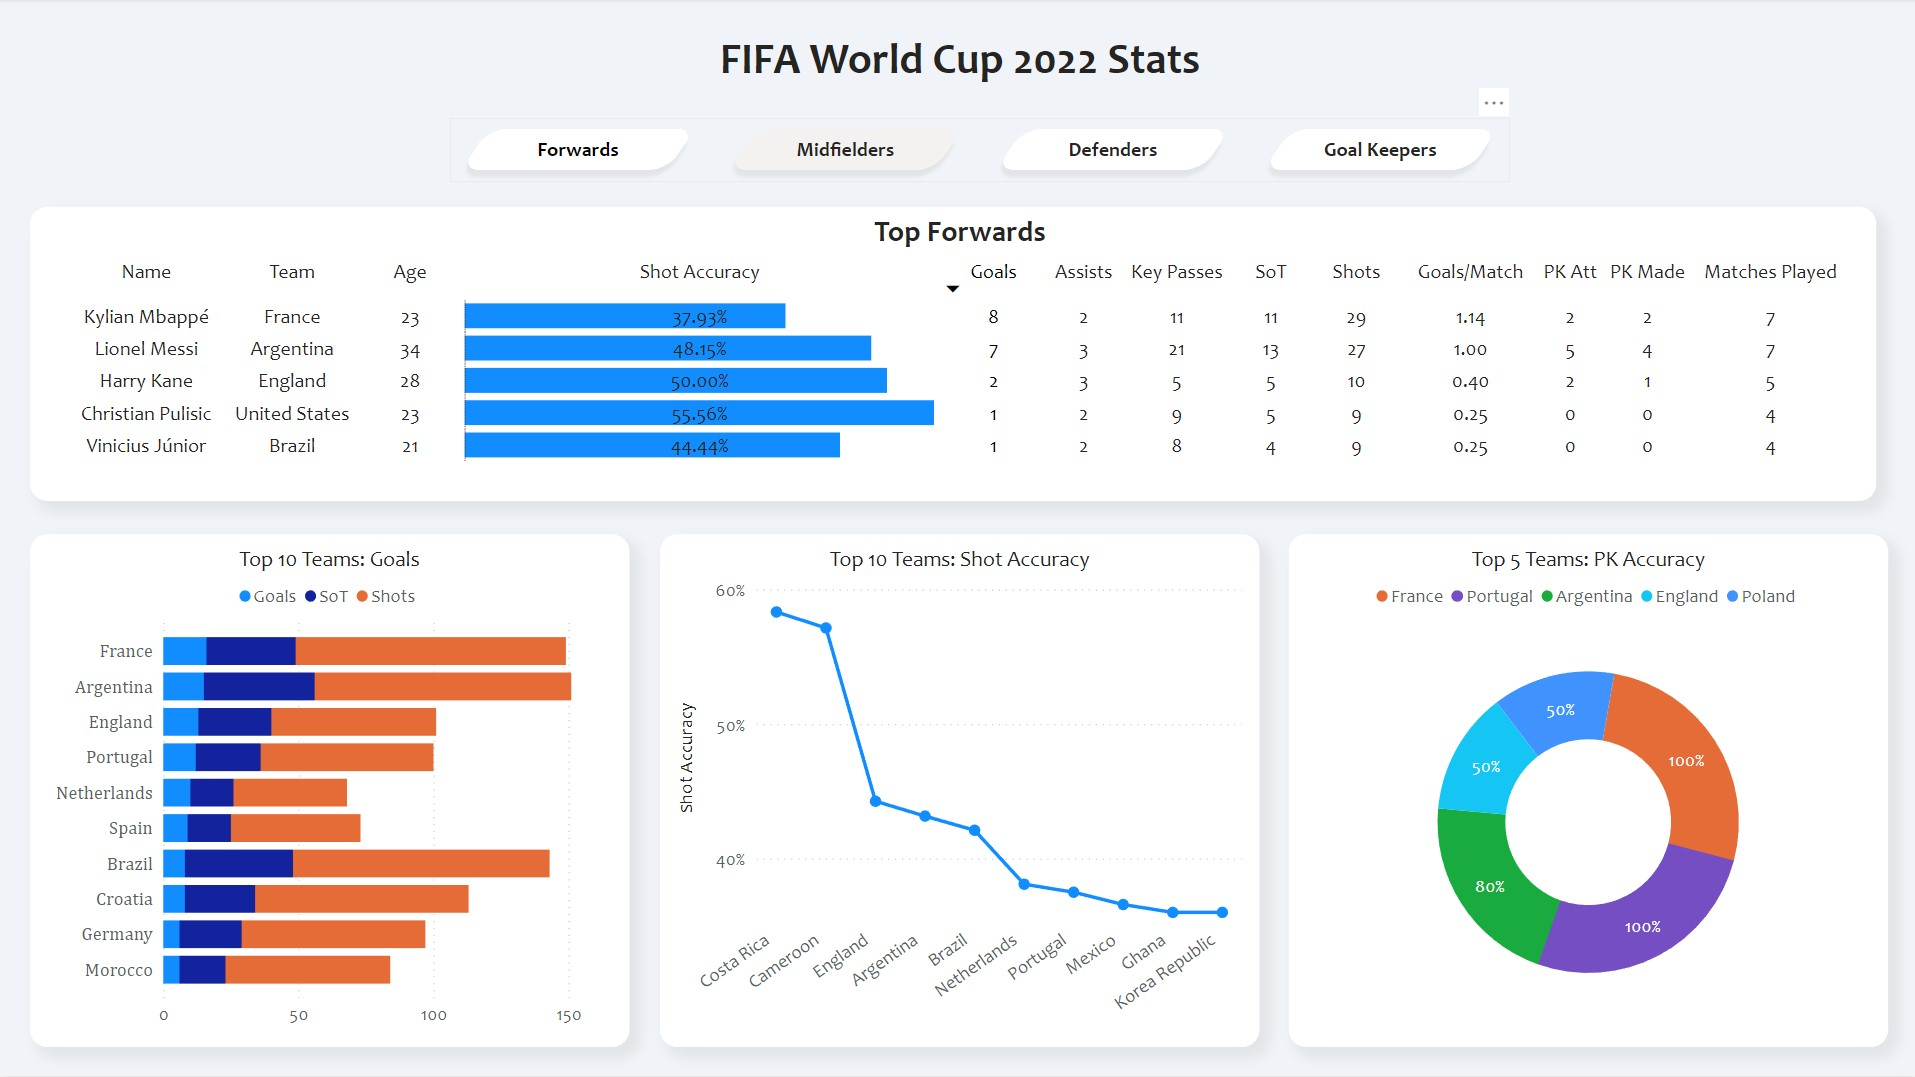 FIFA World Cup 2022 Stats
...
Forwards Midfielders Defenders Goal Keepers
Top Forwards
Name Team Age Shot Accuracy Goals Assists Key Passes SoT Shots Goals/Match PK Att PK Made Matches Played
Kylian Mbappé France 23 37.93% 8 2 11 11 29 1.14 2 2 7
Lionel Messi Argentina 34 48.15% 7 3 21 13 27 1.00 5 4 7
Harry Kane England 28 50.00% 2 3 5 5 10 0.40 2 1 5
Christian Pulisic United States 23 55.56% 1 2 9 5 9 0.25 0 0 4
Vinicius Júnior Brazil 21 44.44% 1 2 8 4 9 0.25 0 0 4
Top 10 Teams: Goals
Goals SoT Shots
France
Argentina
England
Portugal
Netherlands
Spain
Brazil
Croatia
Germany
Morocco
0 50 100 150
Top 10 Teams: Shot Accuracy
60%
50%
40%
Shot Accuracy
Costa Rica
Cameroon
England
Argentina
Brazil
Netherlands
Portugal
Mexico
Ghana
Korea Republic
Top 5 Teams: PK Accuracy
France Portugal Argentina England Poland
50%
100%
50%
80%
100%